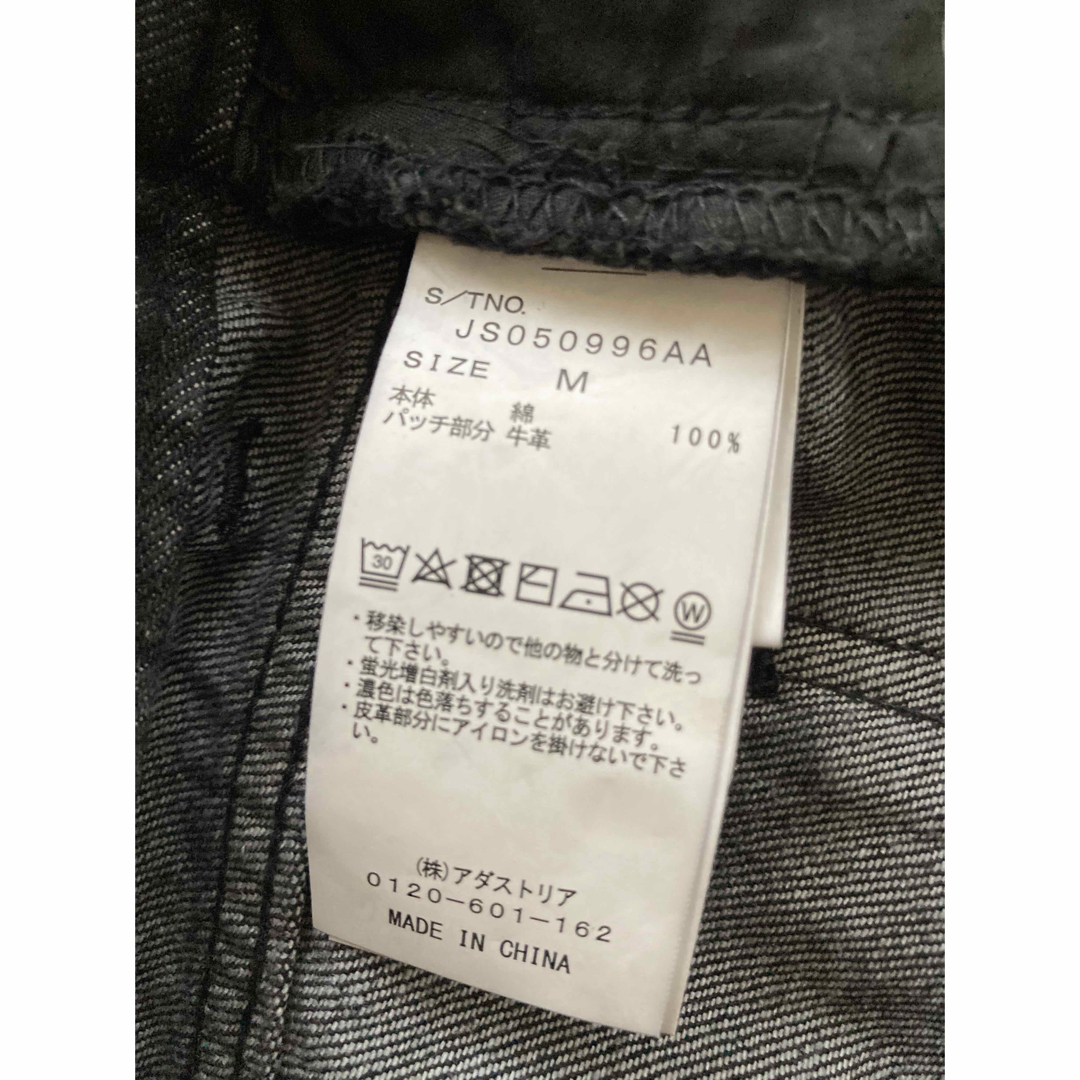 S/TNO.
JS050996AA
SIZE M
本体 綿 100%
パッチ部分 牛革
30
W
・移染しやすいので他の物と分けて洗っ
て下さい。
・蛍光増白剤入り洗剤はお避け下さい。
・濃色は色落ちすることがあります。
・皮革部分にアイロンを掛けないで下さ
い。
(株)アダストリア
0120-601-162
MADE IN CHINA